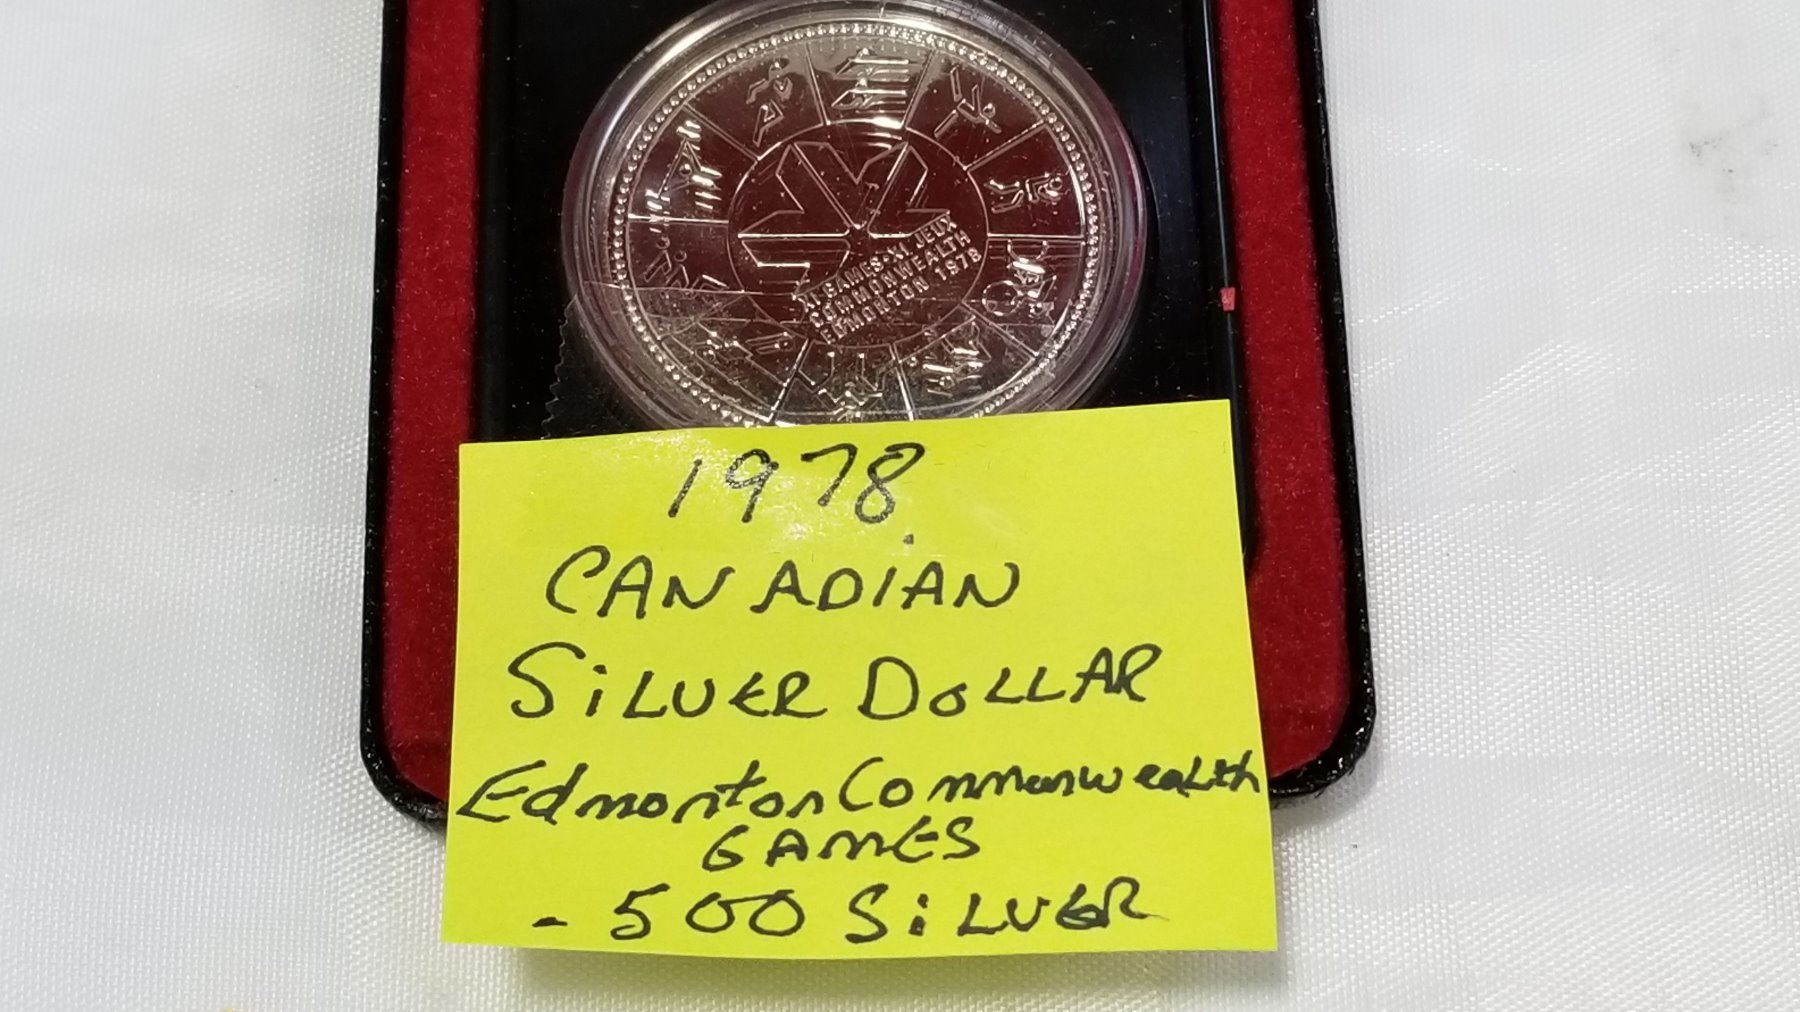 XI GAMES·XI JEUX
COMMONWEALTH
EDMONTON 1978
1978
CANADIAN
SiLVER DOLLAR
Edmonton Commonwealth
GAMES
.500 SiLVER